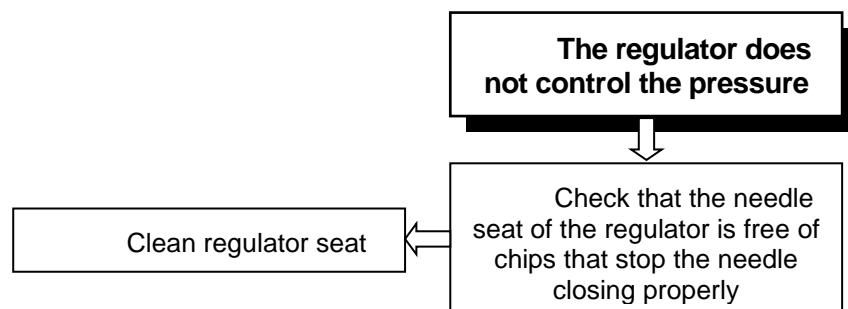 The regulator does
not control the pressure
Check that the needle
seat of the regulator is free of
chips that stop the needle
closing properly
Clean regulator seat